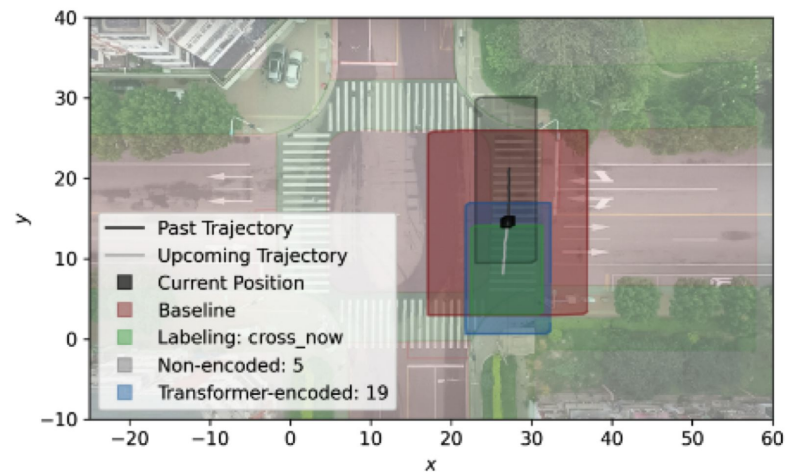 40
30
20
10
0
−10
y
Past Trajectory
Upcoming Trajectory
Current Position
Baseline
Labeling: cross_now
Non-encoded: 5
Transformer-encoded: 19
−20 −10 0 10 20 30 40 50 60
x